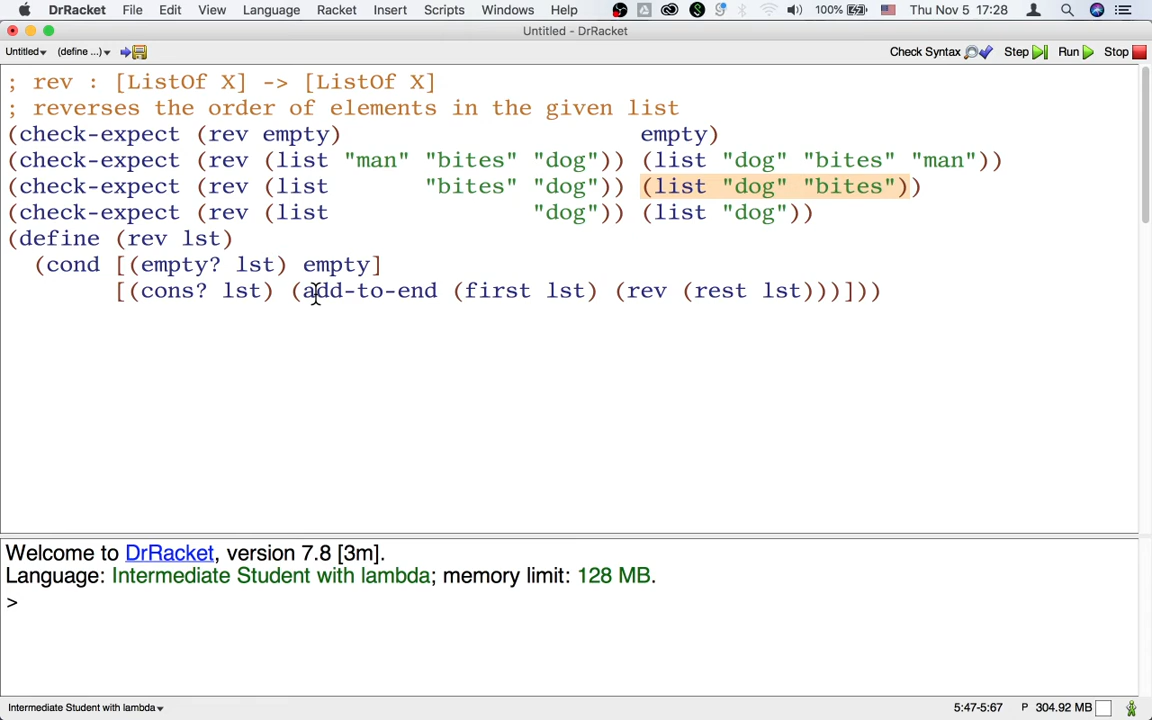 DrRacket File Edit View Language Racket Insert Scripts Windows Help 100% Thu Nov 5 17:28
Untitled - DrRacket
Untitled (define ...) Check Syntax Step Run Stop
; rev : [ListOf X] -> [ListOf X]
; reverses the order of elements in the given list
(check-expect (rev empty) empty)
(check-expect (rev (list "man" "bites" "dog")) (list "dog" "bites" "man"))
(check-expect (rev (list "bites" "dog")) (list "dog" "bites"))
(check-expect (rev (list "dog")) (list "dog"))
(define (rev lst)
(cond [(empty? lst) empty]
[(cons? lst) (add-to-end (first lst) (rev (rest lst)))]))
Welcome to DrRacket, version 7.8 [3m].
Language: Intermediate Student with lambda; memory limit: 128 MB.
>
Intermediate Student with lambda 5:47-5:67 P 304.92 MB